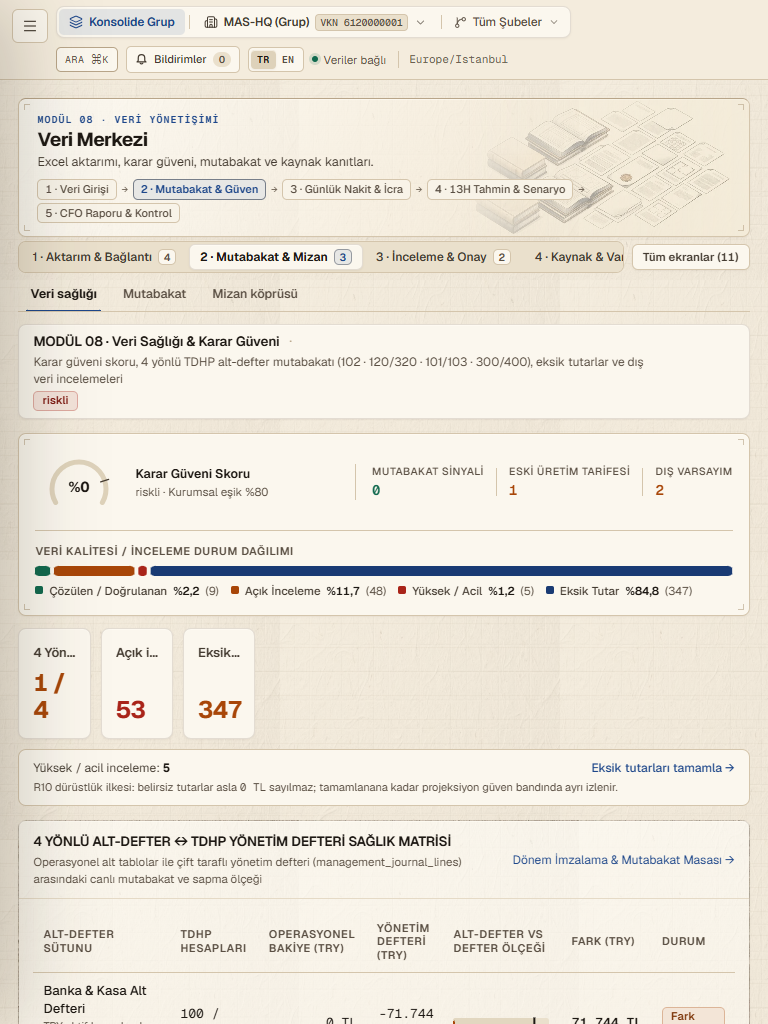 Konsolide Grup
MAS-HQ (Grup) VKN 6120000001
Tüm Şubeler
ARA ⌘K
Bildirimler 0
TR EN
Veriler bağlı
Europe/Istanbul
MODÜL 08 · VERİ YÖNETİŞİMİ
Veri Merkezi
Excel aktarımı, karar güveni, mutabakat ve kaynak kanıtları.
1 · Veri Girişi → 2 · Mutabakat & Güven → 3 · Günlük Nakit & İcra → 4 · 13H Tahmin & Senaryo →
5 · CFO Raporu & Kontrol
1 · Aktarım & Bağlantı 4 2 · Mutabakat & Mizan 3 3 · İnceleme & Onay 2 4 · Kaynak & Tüm ekranlar (11)
Veri sağlığı Mutabakat Mizan köprüsü
MODÜL 08 · Veri Sağlığı & Karar Güveni ·
Karar güveni skoru, 4 yönlü TDHP alt-defter mutabakatı (102 · 120/320 · 101/103 · 300/400), eksik tutarlar ve dış
veri incelemeleri
riskli
%0
Karar Güveni Skoru
riskli · Kurumsal eşik %80
MUTABAKAT SİNYALİ
0
ESKİ ÜRETİM TARİFESİ
1
DIŞ VARSAYIM
2
VERİ KALİTESİ / İNCELEME DURUM DAĞILIMI
Çözülen / Doğrulanan %2,2 (9) Açık İnceleme %11,7 (48) Yüksek / Acil %1,2 (5) Eksik Tutar %84,8 (347)
4 Yön...
1 /
4
Açık i...
53
Eksik...
347
Yüksek / acil inceleme: 5
Eksik tutarları tamamla →
R10 dürüstlük ilkesi: belirsiz tutarlar asla 0 TL sayılmaz; tamamlanana kadar projeksiyon güven bandında ayrı izlenir.
4 YÖNLÜ ALT-DEFTER ↔ TDHP YÖNETİM DEFTERİ SAĞLIK MATRİSİ
Operasyonel alt tablolar ile çift taraflı yönetim defteri (management_journal_lines)
arasındaki canlı mutabakat ve sapma ölçeği
Dönem İmzalama & Mutabakat Masası →
ALT-DEFTER
SÜTUNU
TDHP
HESAPLARI
OPERASYONEL
BAKİYE (TRY)
YÖNETİM
DEFTERİ
(TRY)
ALT-DEFTER VS
DEFTER ÖLÇEĞİ
FARK (TRY)
DURUM
Banka & Kasa Alt
Defteri
100 /
0 TL
-71.744
71.744 TL
Fark